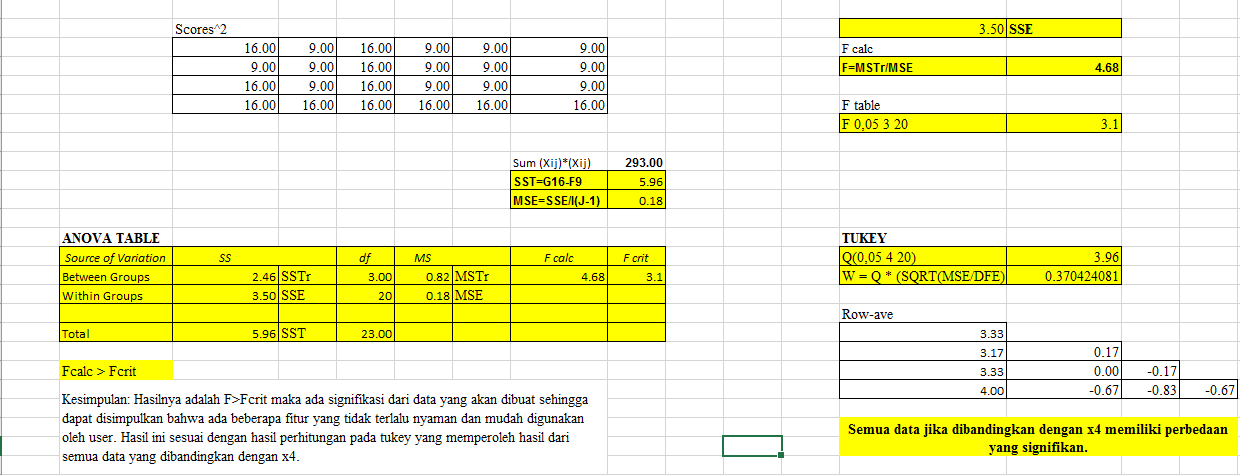 Scores^2
16.00 9.00 16.00 9.00 9.00 9.00
9.00 9.00 16.00 9.00 9.00 9.00
16.00 9.00 16.00 9.00 9.00 9.00
16.00 16.00 16.00 16.00 16.00 16.00
3.50 SSE
F calc
F=MSTr/MSE 4.68
F table
F 0,05 3 20 3.1
Sum (Xij)*(Xij) 293.00
SST=G16-F9 5.96
MSE=SSE/I(J-1) 0.18
ANOVA TABLE
Source of Variation SS df MS F calc F crit
Between Groups 2.46 SSTr 3.00 0.82 MSTr 4.68 3.1
Within Groups 3.50 SSE 20 0.18 MSE
Total 5.96 SST 23.00
Fcalc > Fcrit
Kesimpulan: Hasilnya adalah F>Fcrit maka ada signifikasi dari data yang akan dibuat sehingga
dapat disimpulkan bahwa ada beberapa fitur yang tidak terlalu nyaman dan mudah digunakan
oleh user. Hasil ini sesuai dengan hasil perhitungan pada tukey yang memperoleh hasil dari
semua data yang dibandingkan dengan x4.
TUKEY
Q(0,05 4 20) 3.96
W = Q * (SQRT(MSE/DFE) 0.370424081
Row-ave
3.33
3.17 0.17
3.33 0.00 -0.17
4.00 -0.67 -0.83 -0.67
Semua data jika dibandingkan dengan x4 memiliki perbedaan
yang signifikan.